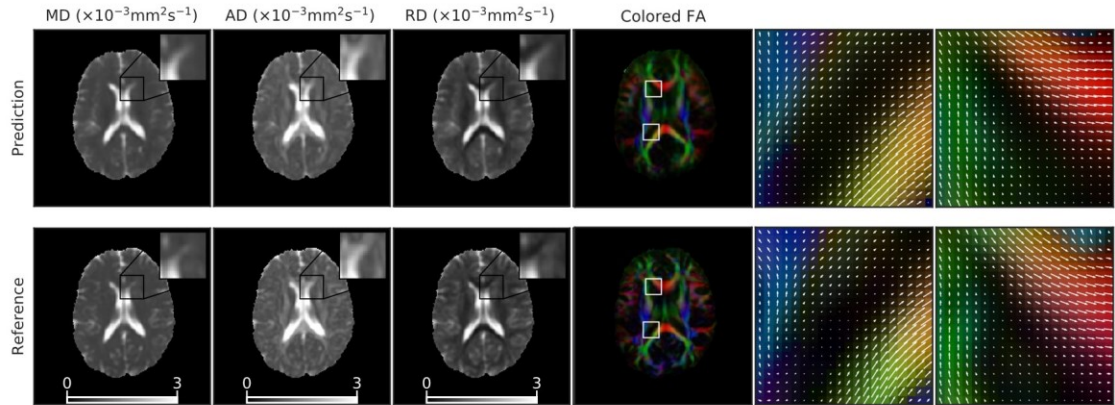 MD (×10⁻³mm²s⁻¹) AD (×10⁻³mm²s⁻¹) RD (×10⁻³mm²s⁻¹) Colored FA
Prediction
Reference
0 3 0 3 0 3